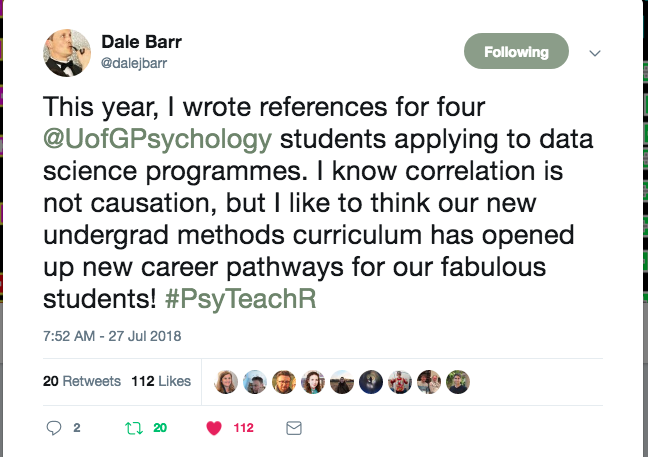 Dale Barr
@dalejbarr
Following
This year, I wrote references for four
@UofGPsychology students applying to data
science programmes. I know correlation is
not causation, but I like to think our new
undergrad methods curriculum has opened
up new career pathways for our fabulous
students! #PsyTeachR
7:52 AM - 27 Jul 2018
20 Retweets 112 Likes
2 20 112